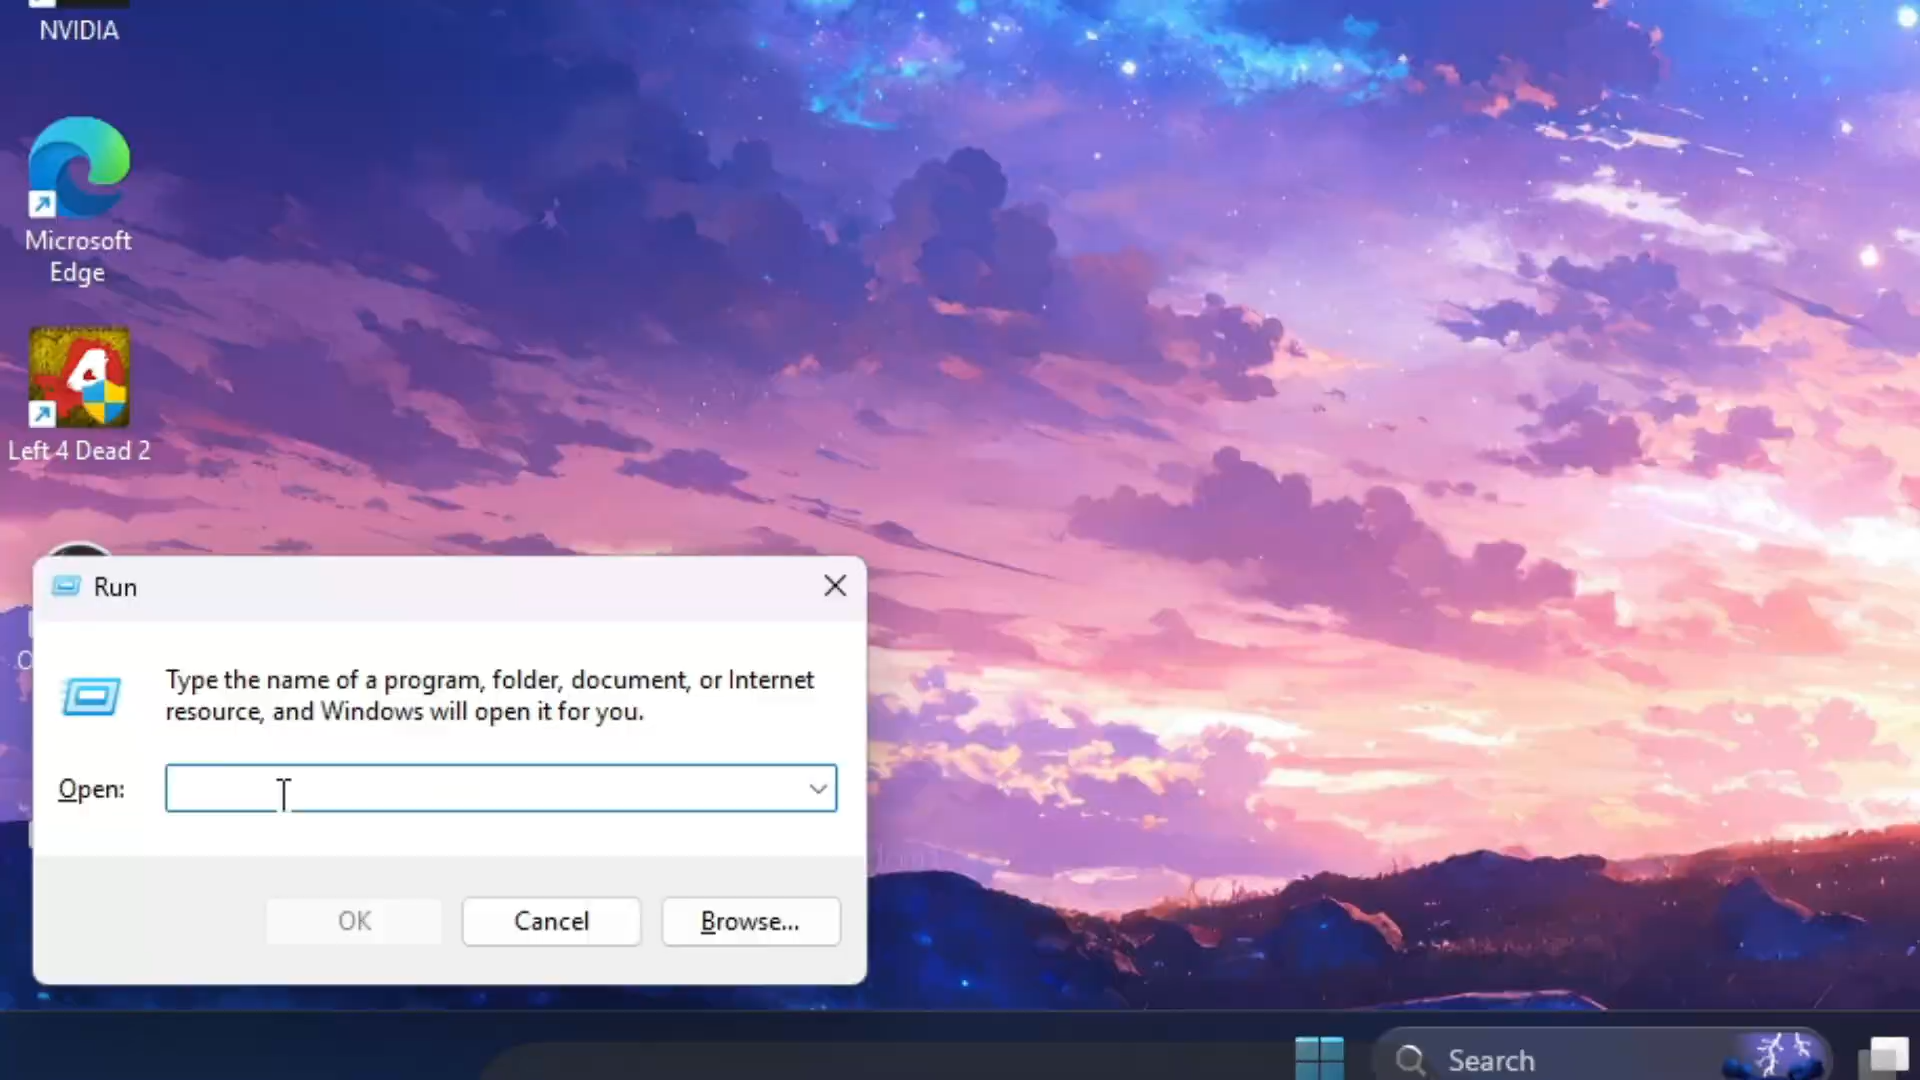 NVIDIA
Microsoft
Edge
Left 4 Dead 2
Run
Type the name of a program, folder, document, or Internet
resource, and Windows will open it for you.
Open:
OK
Cancel
Browse...
Search